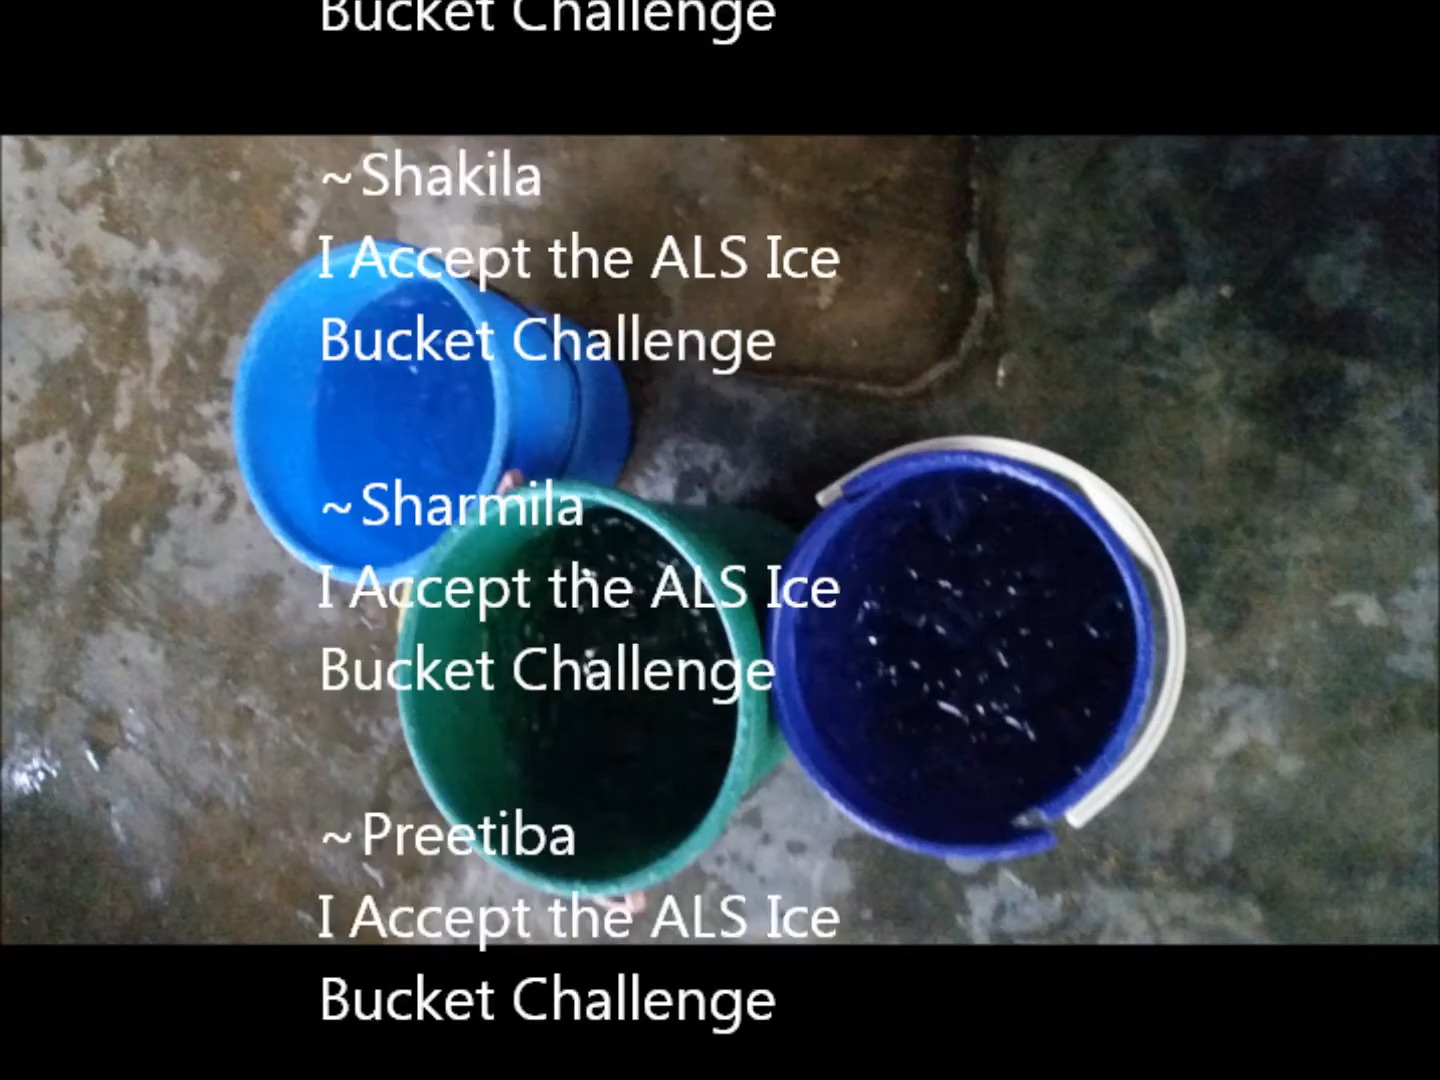 Bucket Challenge
~Shakila
I Accept the ALS Ice
Bucket Challenge
~Sharmila
I Accept the ALS Ice
Bucket Challenge
~Preetiba
I Accept the ALS Ice
Bucket Challenge